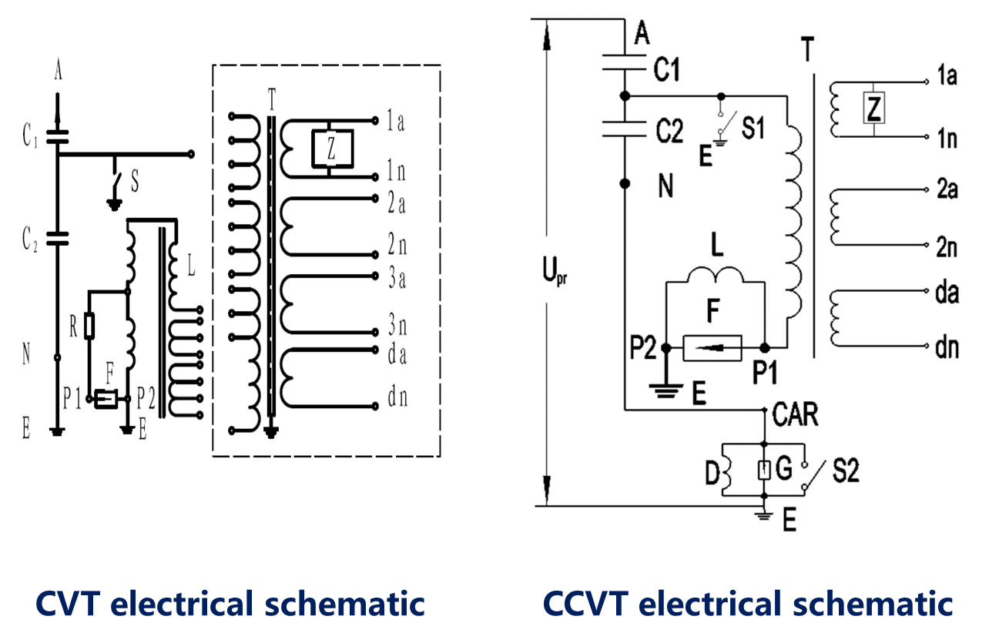 A
C1
S
C2
L
R
N
F
P1
P2
E
E
T
1a
Z
1n
2a
2n
3a
3n
da
dn
A
C1
C2
S1
E
N
Upr
L
F
P2
P1
E
T
1a
Z
1n
2a
2n
da
dn
CAR
D
G
S2
E
CVT electrical schematic
CCVT electrical schematic